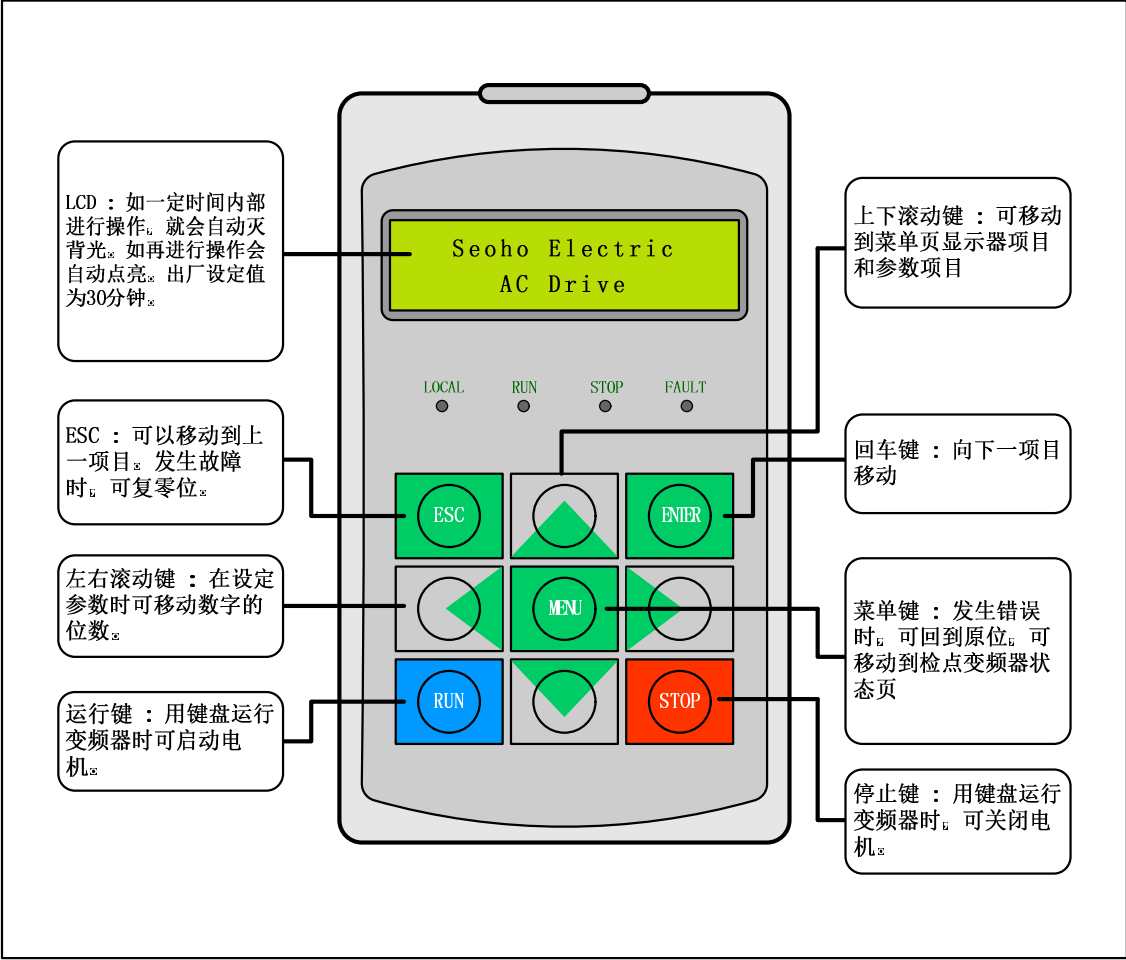 LCD : 如一定时间内部
进行操作, 就会自动灭
背光. 如再进行操作会
自动点亮. 出厂设定值
为30分钟.
ESC : 可以移动到上
一项目. 发生故障
时, 可复零位.
左右滚动键 : 在设定
参数时可移动数字的
位数.
运行键 : 用键盘运行
变频器时可启动电
机.
Seoho Electric
AC Drive
LOCAL RUN STOP FAULT
ESC ENTER
MENU
RUN STOP
上下滚动键 : 可移动
到菜单页显示器项目
和参数项目
回车键 : 向下一项目
移动
菜单键 : 发生错误
时, 可回到原位, 可
移动到检点变频器状
态页
停止键 : 用键盘运行
变频器时, 可关闭电
机.